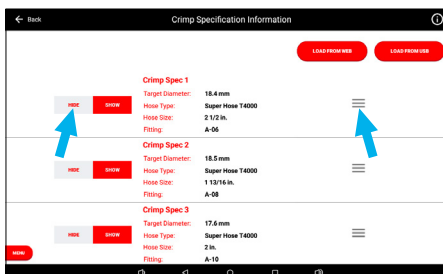 Back
Crimp Specification Information
LOAD FROM WEB
LOAD FROM USB
Crimp Spec 1
Target Diameter: 18.4 mm
HIDE
SHOW
Hose Type: Super Hose T4000
Hose Size: 2 1/2 in.
Fitting: A-06
Crimp Spec 2
Target Diameter: 18.5 mm
HIDE
SHOW
Hose Type: Super Hose T4000
Hose Size: 1 13/16 in.
Fitting: A-08
Crimp Spec 3
Target Diameter: 17.6 mm
HIDE
SHOW
Hose Type: Super Hose T4000
Hose Size: 2 in.
Fitting: A-10
MENU